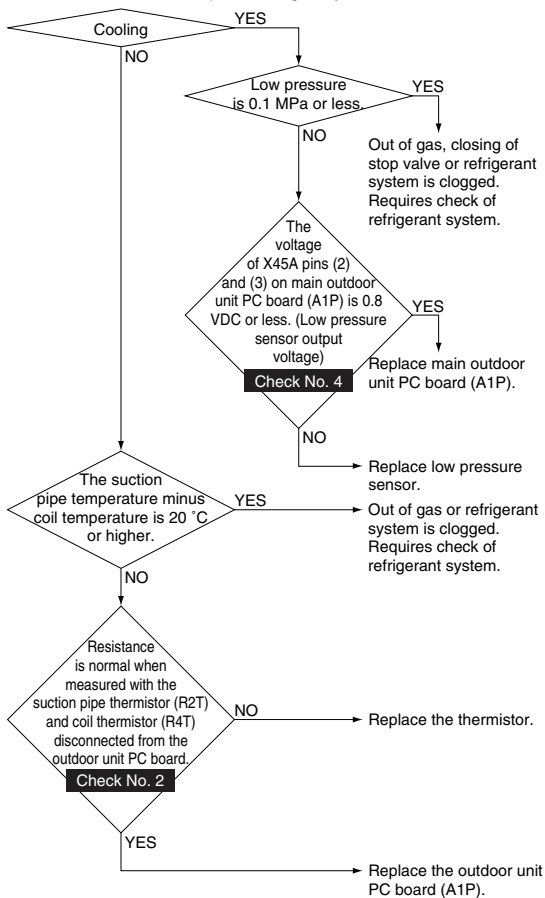 Cooling
YES
NO
Low pressure
is 0.1 MPa or less.
YES
NO
Out of gas, closing of
stop valve or refrigerant
system is clogged.
Requires check of
refrigerant system.
The
voltage
of X45A pins (2)
and (3) on main outdoor
unit PC board (A1P) is 0.8
VDC or less. (Low pressure
sensor output
voltage)
Check No. 4
YES
Replace main outdoor
unit PC board (A1P).
NO
Replace low pressure
sensor.
The suction
pipe temperature minus
coil temperature is 20 ˚C
or higher.
YES
Out of gas or refrigerant
system is clogged.
Requires check of
refrigerant system.
NO
Resistance
is normal when
measured with the
suction pipe thermistor (R2T)
and coil thermistor (R4T)
disconnected from the
outdoor unit PC board.
Check No. 2
NO
Replace the thermistor.
YES
Replace the outdoor unit
PC board (A1P).